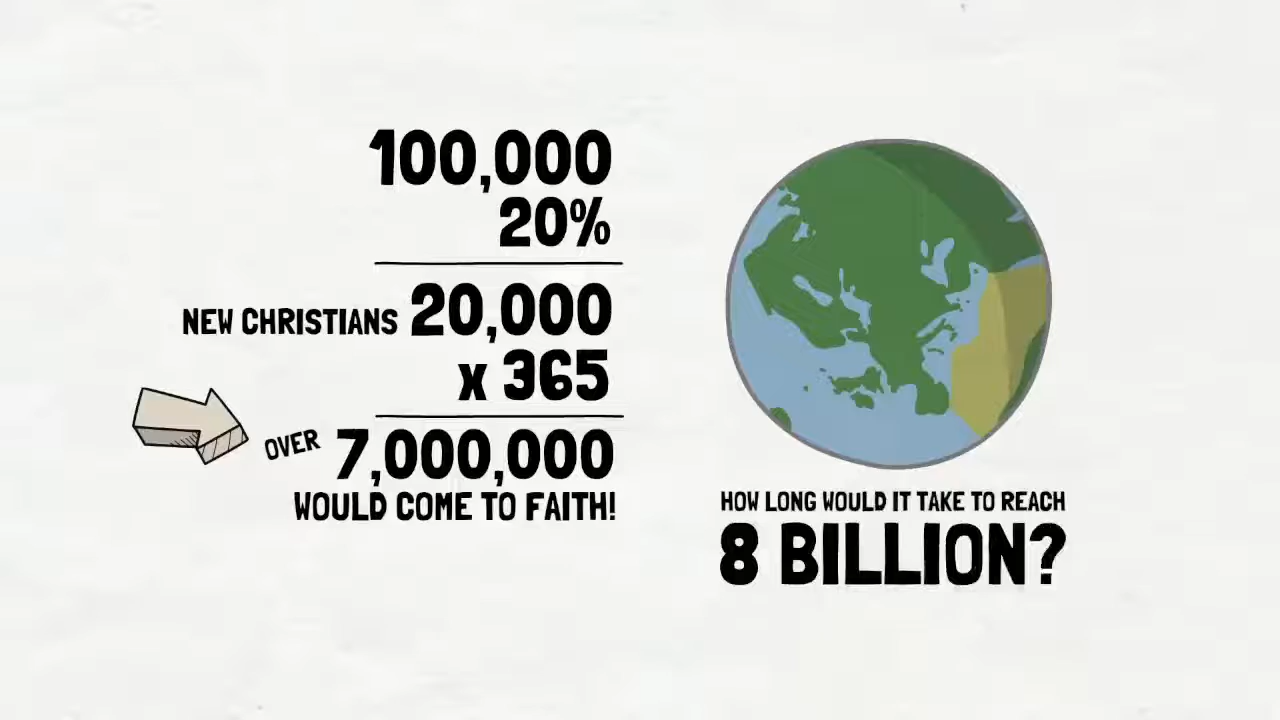 100,000
20%
NEW CHRISTIANS 20,000
x 365
OVER 7,000,000
WOULD COME TO FAITH!
HOW LONG WOULD IT TAKE TO REACH
8 BILLION?